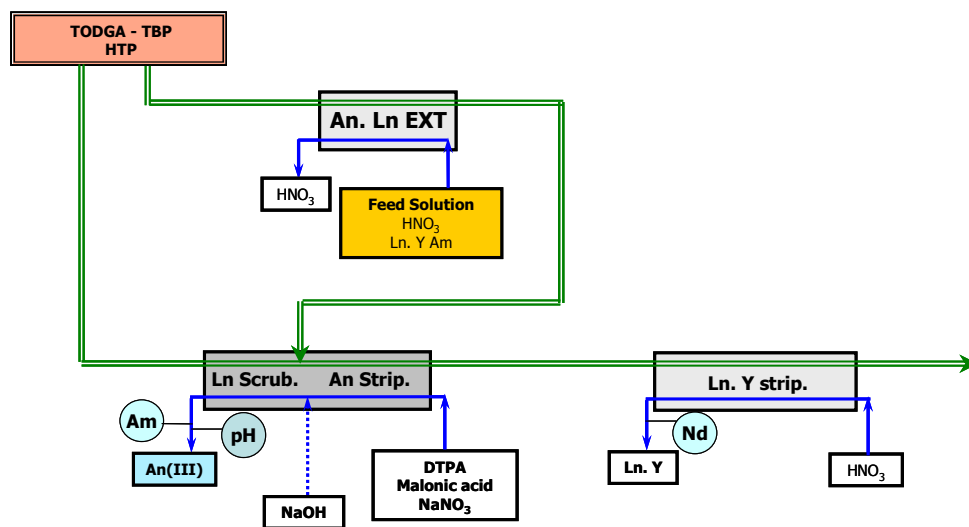 TODGA - TBP
HTP
An. Ln EXT
HNO₃
Feed Solution
HNO₃
Ln. Y Am
Ln Scrub. An Strip.
Ln. Y strip.
Am
pH
Nd
An(III)
DTPA
Malonic acid
NaNO₃
Ln. Y
HNO₃
NaOH